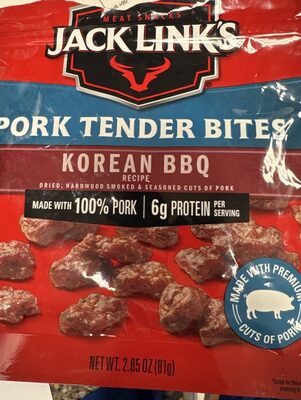 MEAT SNACKS
JACK LINK'S
PORK TENDER BITES
KOREAN BBQ
RECIPE
DRIED, HARDWOOD SMOKED & SEASONED CUTS OF PORK
MADE WITH 100% PORK | 6g PROTEIN PER SERVING
MADE WITH PREMIUM
CUTS OF PORK
NET WT. 2.85 OZ (81g)